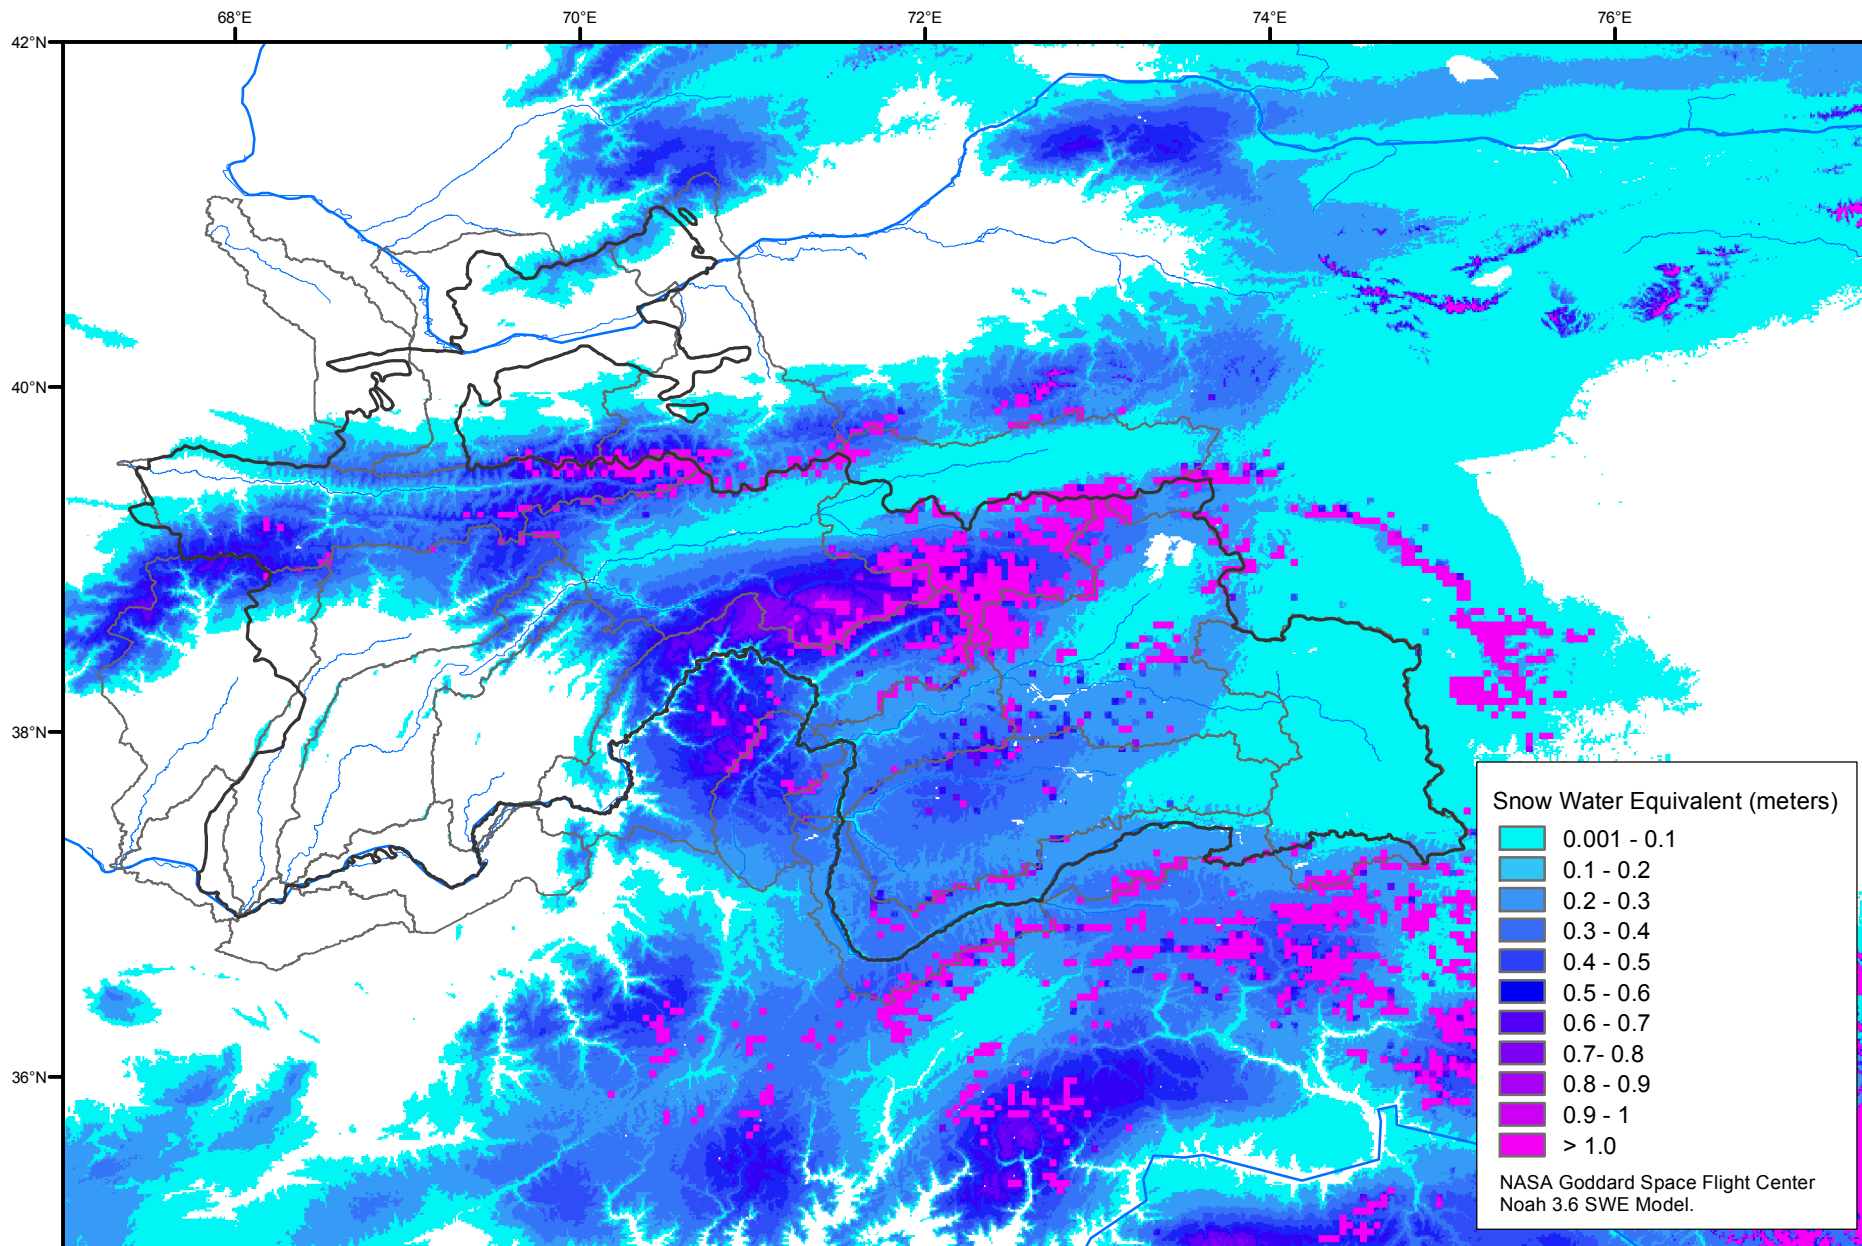 68°E 70°E 72°E 74°E 76°E
42°N
40°N
38°N
36°N
Snow Water Equivalent (meters)
0.001 - 0.1
0.1 - 0.2
0.2 - 0.3
0.3 - 0.4
0.4 - 0.5
0.5 - 0.6
0.6 - 0.7
0.7- 0.8
0.8 - 0.9
0.9 - 1
> 1.0
NASA Goddard Space Flight Center
Noah 3.6 SWE Model.